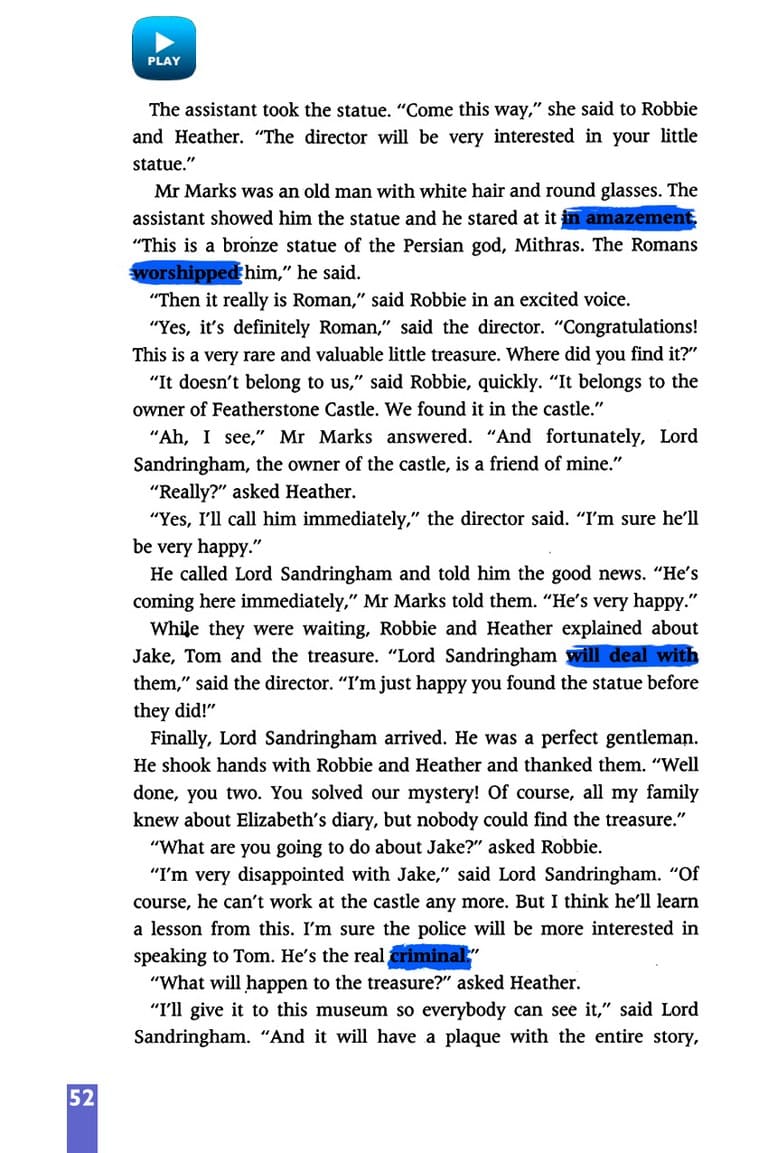 PLAY
The assistant took the statue. “Come this way,” she said to Robbie
and Heather. “The director will be very interested in your little
statue.”
Mr Marks was an old man with white hair and round glasses. The
assistant showed him the statue and he stared at it in amazement.
“This is a bronze statue of the Persian god, Mithras. The Romans
worshipped him,” he said.
“Then it really is Roman,” said Robbie in an excited voice.
“Yes, it’s definitely Roman,” said the director. “Congratulations!
This is a very rare and valuable little treasure. Where did you find it?”
“It doesn’t belong to us,” said Robbie, quickly. “It belongs to the
owner of Featherstone Castle. We found it in the castle.”
“Ah, I see,” Mr Marks answered. “And fortunately, Lord
Sandringham, the owner of the castle, is a friend of mine.”
“Really?” asked Heather.
“Yes, I’ll call him immediately,” the director said. “I’m sure he’ll
be very happy.”
He called Lord Sandringham and told him the good news. “He’s
coming here immediately,” Mr Marks told them. “He’s very happy.”
While they were waiting, Robbie and Heather explained about
Jake, Tom and the treasure. “Lord Sandringham will deal with
them,” said the director. “I’m just happy you found the statue before
they did!”
Finally, Lord Sandringham arrived. He was a perfect gentleman.
He shook hands with Robbie and Heather and thanked them. “Well
done, you two. You solved our mystery! Of course, all my family
knew about Elizabeth’s diary, but nobody could find the treasure.”
“What are you going to do about Jake?” asked Robbie.
“I’m very disappointed with Jake,” said Lord Sandringham. “Of
course, he can’t work at the castle any more. But I think he’ll learn
a lesson from this. I’m sure the police will be more interested in
speaking to Tom. He’s the real criminal.”
“What will happen to the treasure?” asked Heather.
“I’ll give it to this museum so everybody can see it,” said Lord
Sandringham. “And it will have a plaque with the entire story,
52